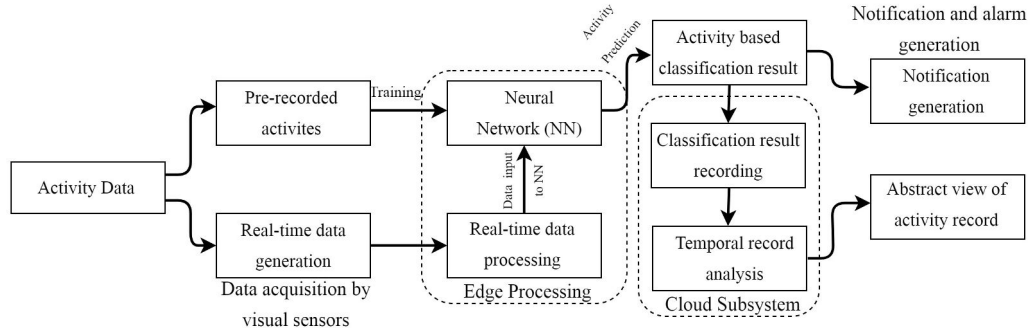 Activity Data
Pre-recorded
activites
Training
Real-time data
generation
Data acquisition by
visual sensors
Neural
Network (NN)
Data input
to NN
Real-time data
processing
Edge Processing
Activity
Prediction
Activity based
classification result
Classification result
recording
Temporal record
analysis
Cloud Subsystem
Notification and alarm
generation
Notification
generation
Abstract view of
activity record